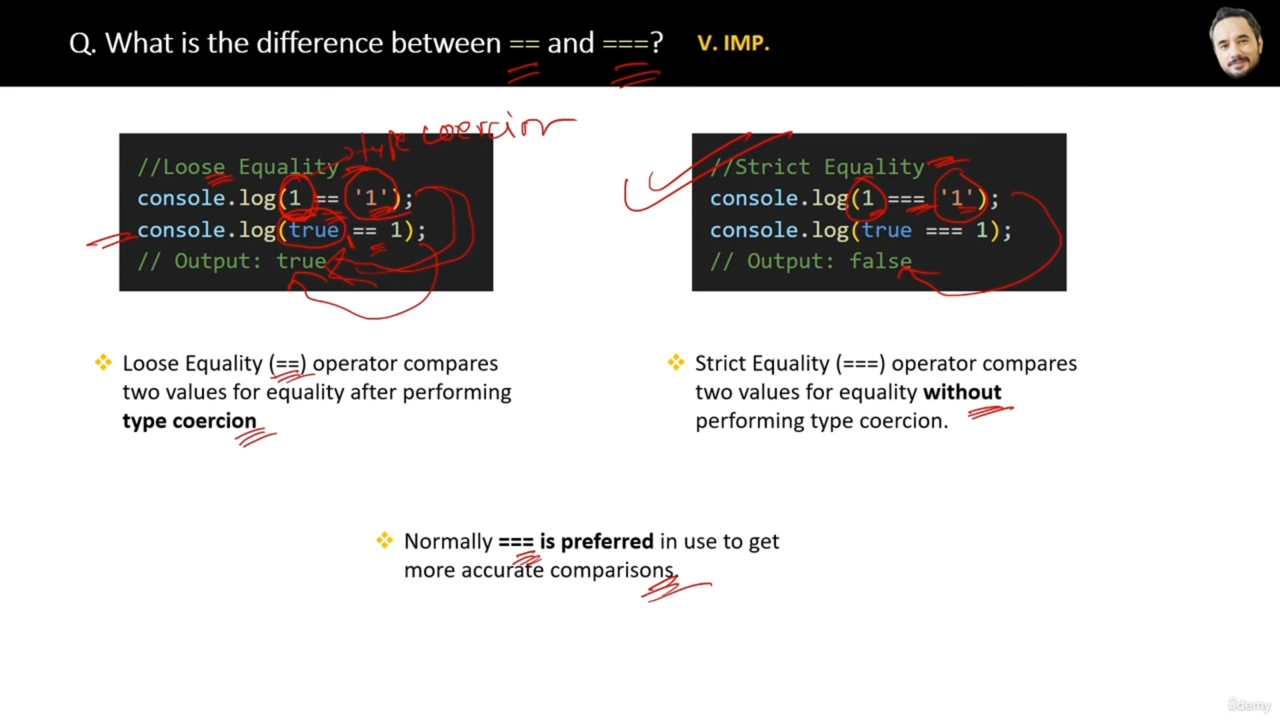 Q. What is the difference between == and ===?
V. IMP.
type coercion
//Loose Equality
console.log(1 == '1');
console.log(true == 1);
// Output: true
//Strict Equality
console.log(1 === '1');
console.log(true === 1);
// Output: false
❖ Loose Equality (==) operator compares
two values for equality after performing
type coercion
❖ Strict Equality (===) operator compares
two values for equality without
performing type coercion.
❖ Normally === is preferred in use to get
more accurate comparisons.
ûdemy